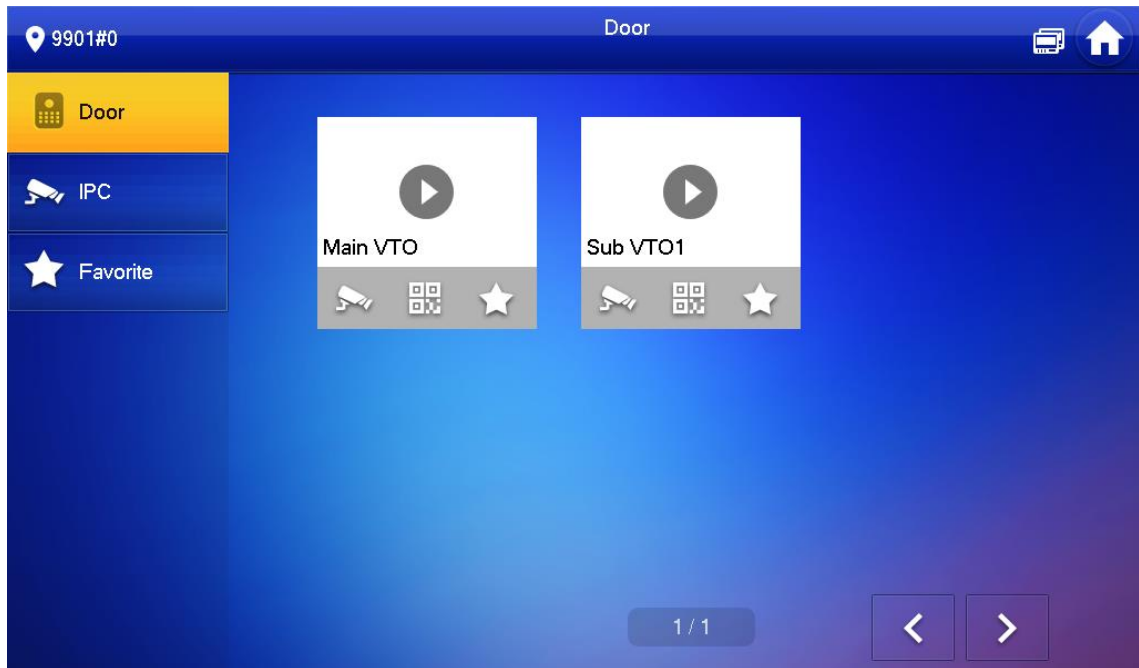 9901#0
Door
Door
IPC
Favorite
Main VTO
Sub VTO1
1 / 1